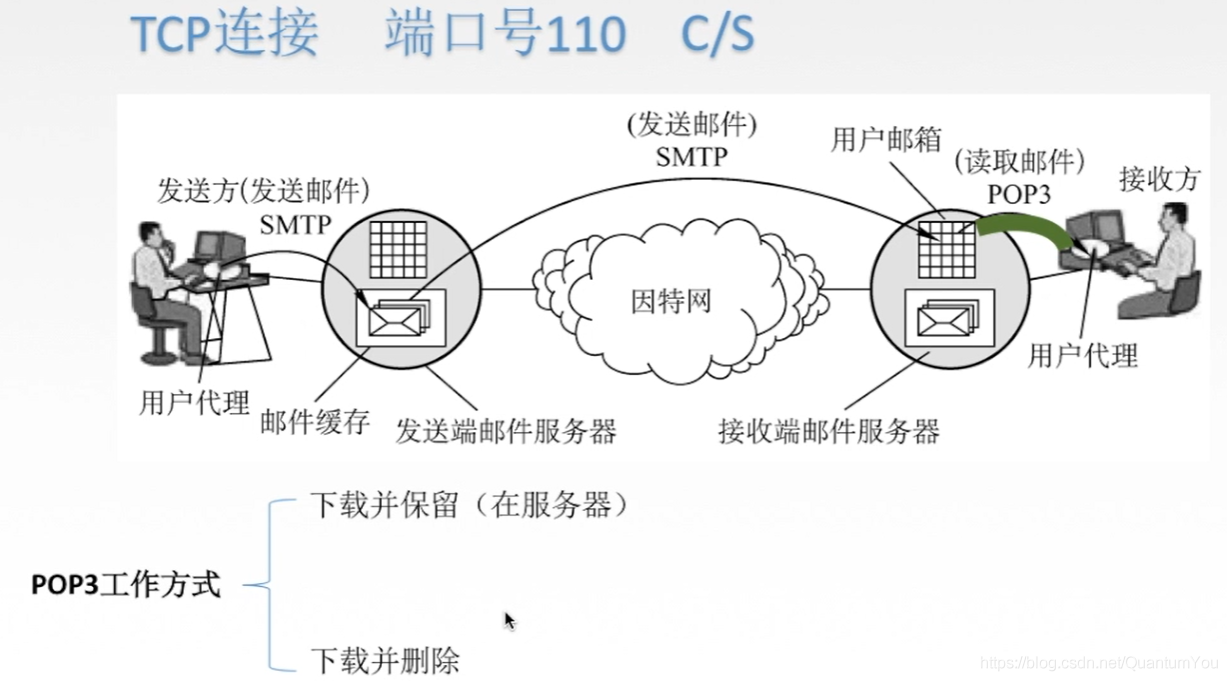 TCP连接 端口号110 C/S
(发送邮件)
SMTP
用户邮箱
(读取邮件)
POP3
接收方
发送方(发送邮件)
SMTP
因特网
用户代理
邮件缓存
发送端邮件服务器
接收端邮件服务器
用户代理
下载并保留（在服务器）
POP3工作方式
下载并删除
https://blog.csdn.net/QuantumYou